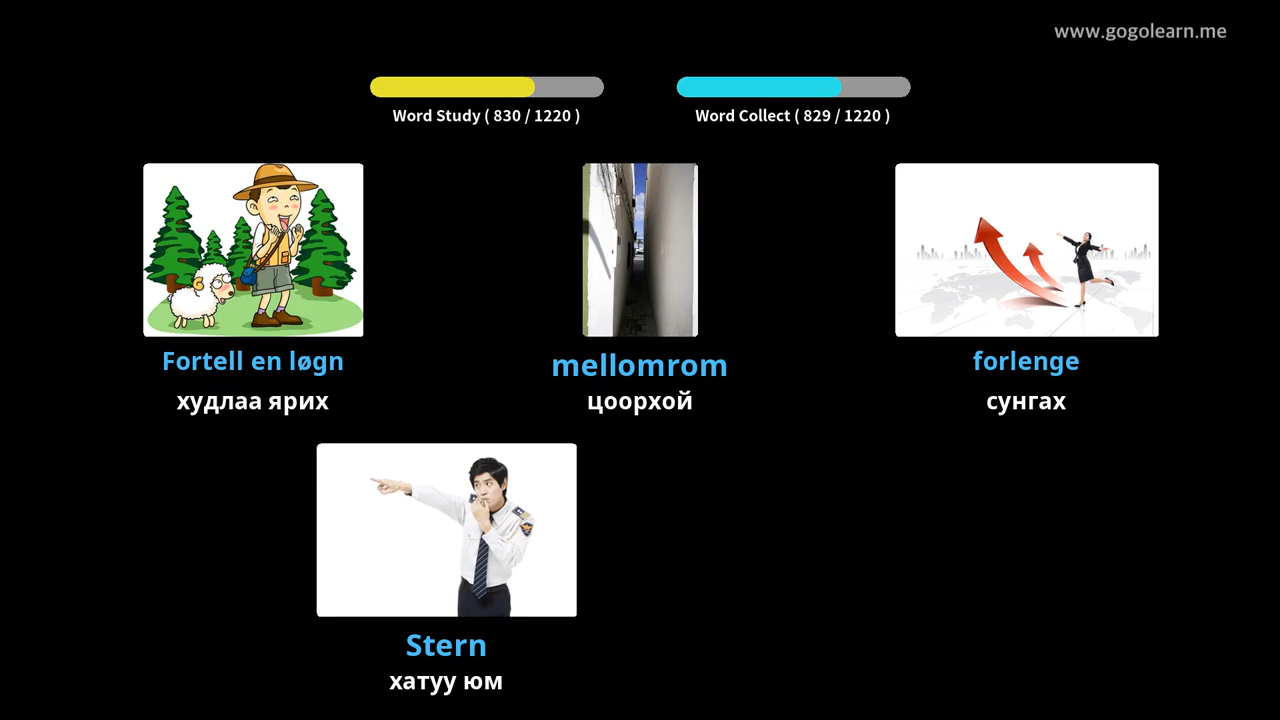 www.gogolearn.me
Word Study ( 830 / 1220 )
Word Collect ( 829 / 1220 )
Fortell en løgn
худлаа ярих
mellomrom
цоорхой
forlenge
сунгах
Stern
хатуу юм